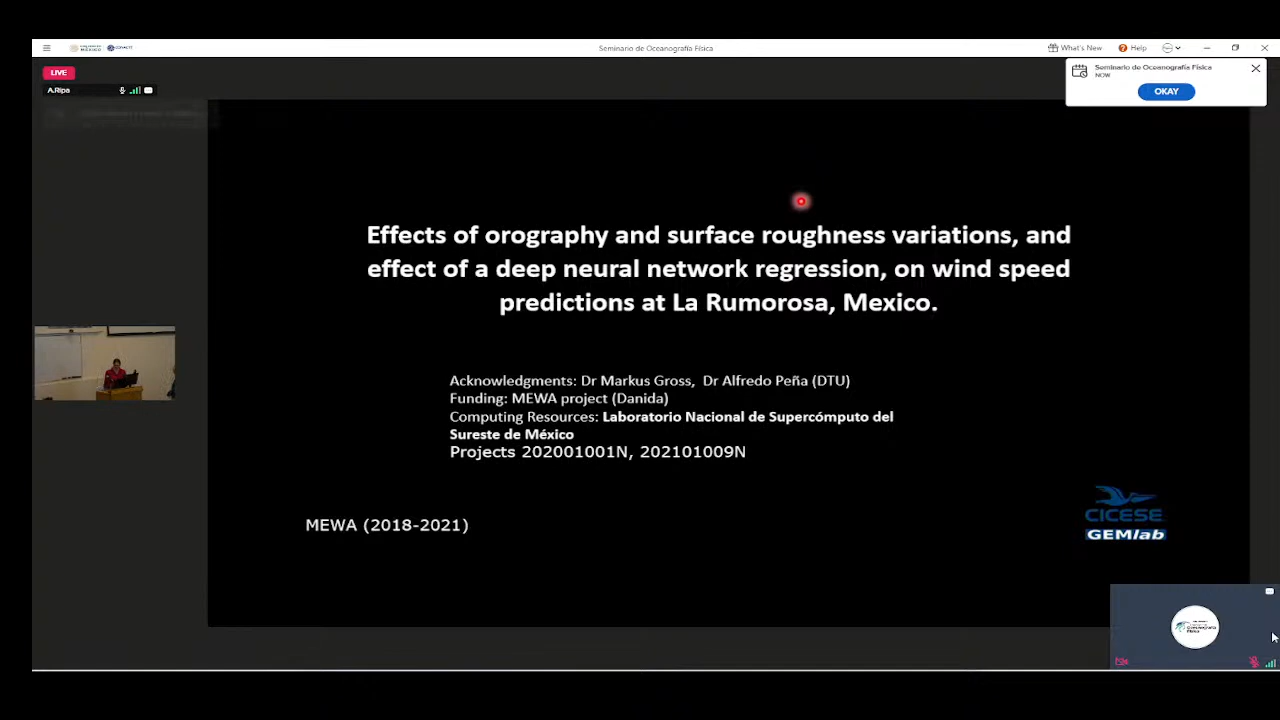 Seminario de Oceanografía Física
What's New
Help
LIVE
A.Ripa
Seminario de Oceanografía Física
NOW
OKAY
Effects of orography and surface roughness variations, and
effect of a deep neural network regression, on wind speed
predictions at La Rumorosa, Mexico.
Acknowledgments: Dr Markus Gross, Dr Alfredo Peña (DTU)
Funding: MEWA project (Danida)
Computing Resources: Laboratorio Nacional de Supercómputo del
Sureste de México
Projects 202001001N, 202101009N
MEWA (2018-2021)
CICESE
GEMlab